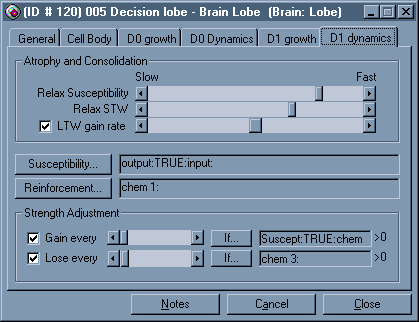 (ID # 120) 005 Decision lobe - Brain Lobe (Brain: Lobe)
General Cell Body D0 growth D0 Dynamics D1 growth D1 dynamics
Atrophy and Consolidation
Slow Fast
Relax Susceptibility
Relax STW
LTW gain rate
Susceptibility... output:TRUE:input:
Reinforcement... chem 1:
Strength Adjustment
Gain every If... Suscept:TRUE:chem >0
Lose every If... chem 3: >0
Notes Cancel Close